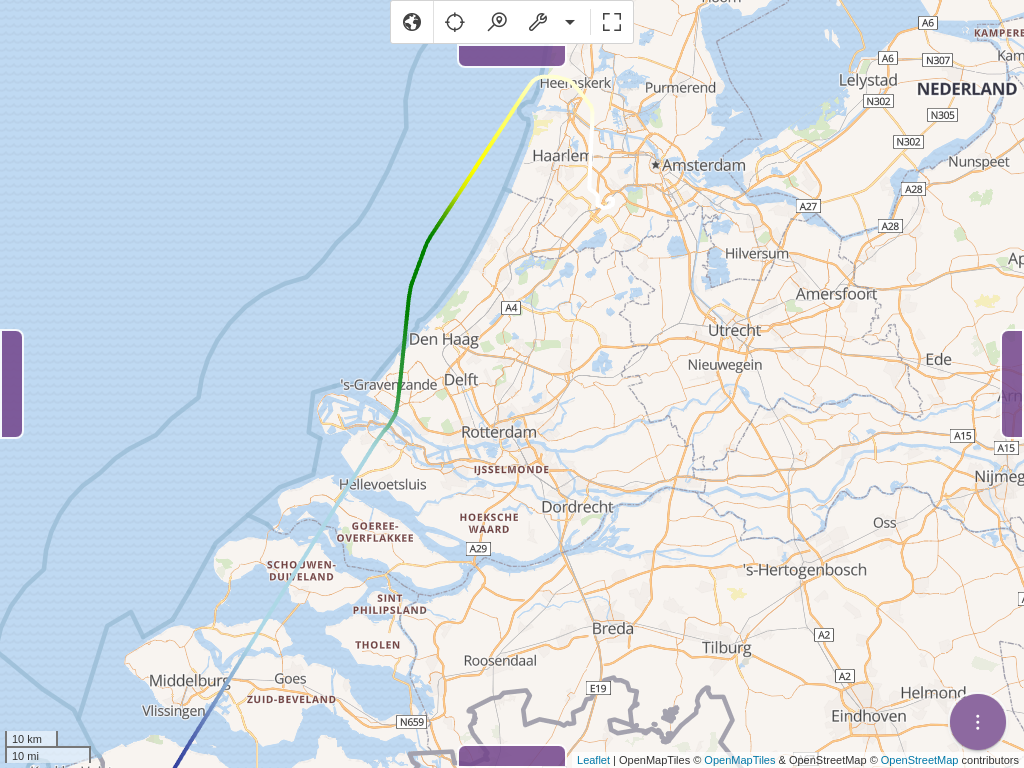 Heemskerk
Purmerend
Lelystad
A6
A6
N307
KAMPERE
Kam
NEDERLAND
N302
N305
N302
Nunspeet
Haarlem
Amsterdam
A28
A27
A28
Hilversum
Ap
Amersfoort
A4
Utrecht
Den Haag
Nieuwegein
Ede
's-Gravenzande
Delft
Rotterdam
A15
A15
IJSSELMONDE
Nijmeg
Hellevoetsluis
Dordrecht
HOEKSCHE
WAARD
GOEREE-
OVERFLAKKEE
Oss
A29
SCHOUWEN-
DUIVELAND
's-Hertogenbosch
SINT
PHILIPSLAND
Breda
A2
THOLEN
Tilburg
Roosendaal
Middelburg
Goes
A2
E19
ZUID-BEVELAND
Helmond
Vlissingen
N659
Eindhoven
10 km
10 mi
Leaflet | OpenMapTiles © OpenMapTiles & OpenStreetMap © OpenStreetMap contributors